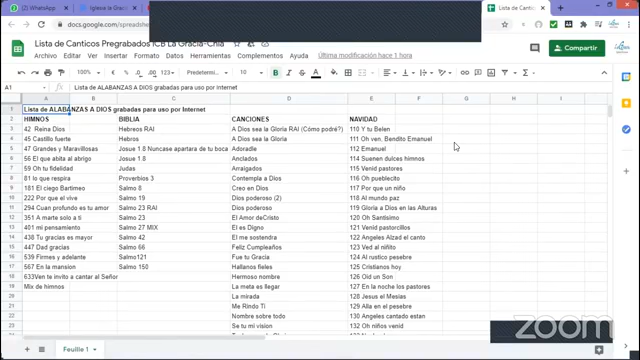 (2) WhatsApp
Iglesia la Gracia
Lista de Cantic
docs.google.com/spreadshe
Lista de Canticos Pregrabados ICB La Gracia-Chia
Compartir
Archivo Editar Ver Insertar Formato Datos
Última modificación hace 1 hora
100% Predetermi... 10 B
A1 Lista de ALABANZAS A DIOS grabadas para uso por Internet
A B C D E F G H I
1 Lista de ALABANZAS A DIOS grabadas para uso por Internet
2 HIMNOS BIBLIA CANCIONES NAVIDAD
3 42 Reina Dios Hebreos RAI A Dios sea la Gloria RAI (Cómo podré?) 110 Y tu Belen
4 45 Castillo fuerte Hebros A Dios sea la Gloria 111 Oh ven. Bendito Emanuel
5 47 Grandes y Maravillosas Josue 1.8 Nuncase apartara de tu boca Adoradle 112 Emanuel
6 56 El que abita al abrigo Josue 1.8 Anclados 114 Suenen dulces himnos
7 59 Oh tu fidelidad Judas Arraigados 115 Venid pastores
8 81 lo que respira Proverbios 3 Contempla a Dios 116 Oh pueblecito
9 181 El ciego Bartimeo Salmo 8 Creo en Dios 117 Por que un niño
10 222 Por que el vive Salmo 19 Dios poderoso (2) 118 Al mundo paz
11 294 Cuan profundo es tu amor Salmo 23 RAI Dios poderoso 119 Gloria a Dios en las Alturas
12 351 A marte solo a ti Salmo 23 El Amor deCristo 120 Oh Santisimo
13 401 mi pensamiento Salmo 27 MIX El es Digno 121 Venid pastorcillos
14 438 Tu gracias es mayor Salmo 42 El me sostendra 122 Angeles Alzad el canto
15 447 Dad gracias Salmo 66 Feliz Cumpleaños 123 Ved al niñito
16 539 Firmes y adelante Salmo121 Fue tu Gracia 124 Al rustico pesebre
17 567 En la mansion Salmo 150 Hallanos fieles 125 Cristianos hoy
18 633Ven te invito a cantar al Señor Hermoso nombre 126 Oid un Son
19 Mix de himnos La meta es llegar 127 En la noche los pastores
20 La mirada 128 Jesus el Mesias
21 Me Rindo Ti 129 El Pesebre
22 Nombre sobre todo 130 Angeles cantado estan
23 Se tu mi vision 132 Oh niños venid
Feuille 1
zoom